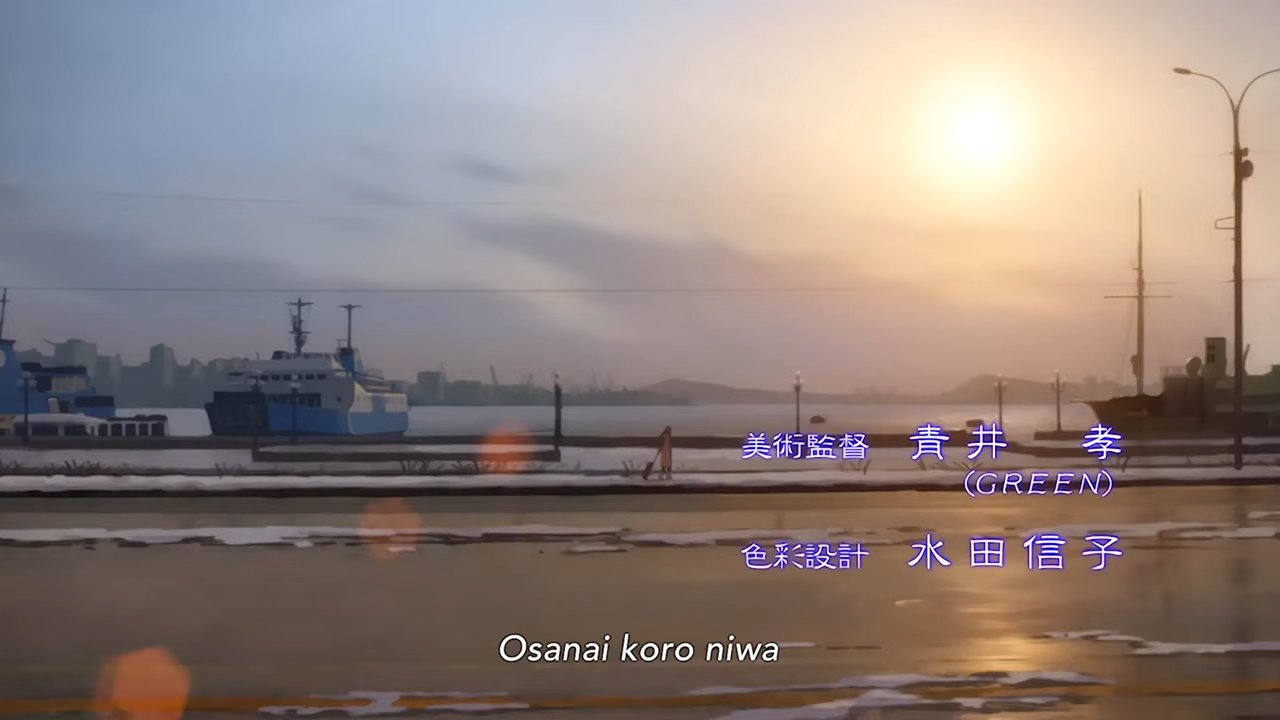 美術監督 青井 孝
(GREEN)
色彩設計 水田信子
Osanai koro niwa